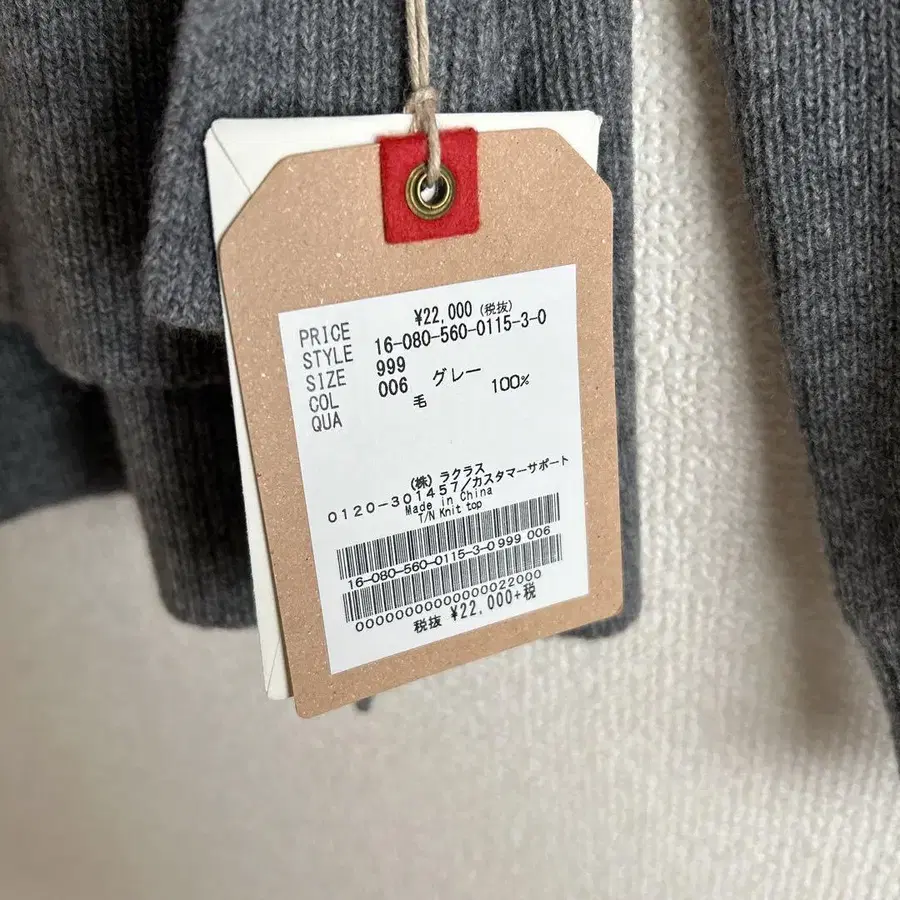 PRICE ¥22,000 (税抜)
STYLE 16-080-560-0115-3-0
SIZE 999
COL 006 グレー
QUA 毛 100%
(株) ラクラス
0120-301457/カスタマーサポート
Made in China
T/N Knit top
16-080-560-0115-3-0 999 006
0000000000000000022000
税抜 ¥22,000+税